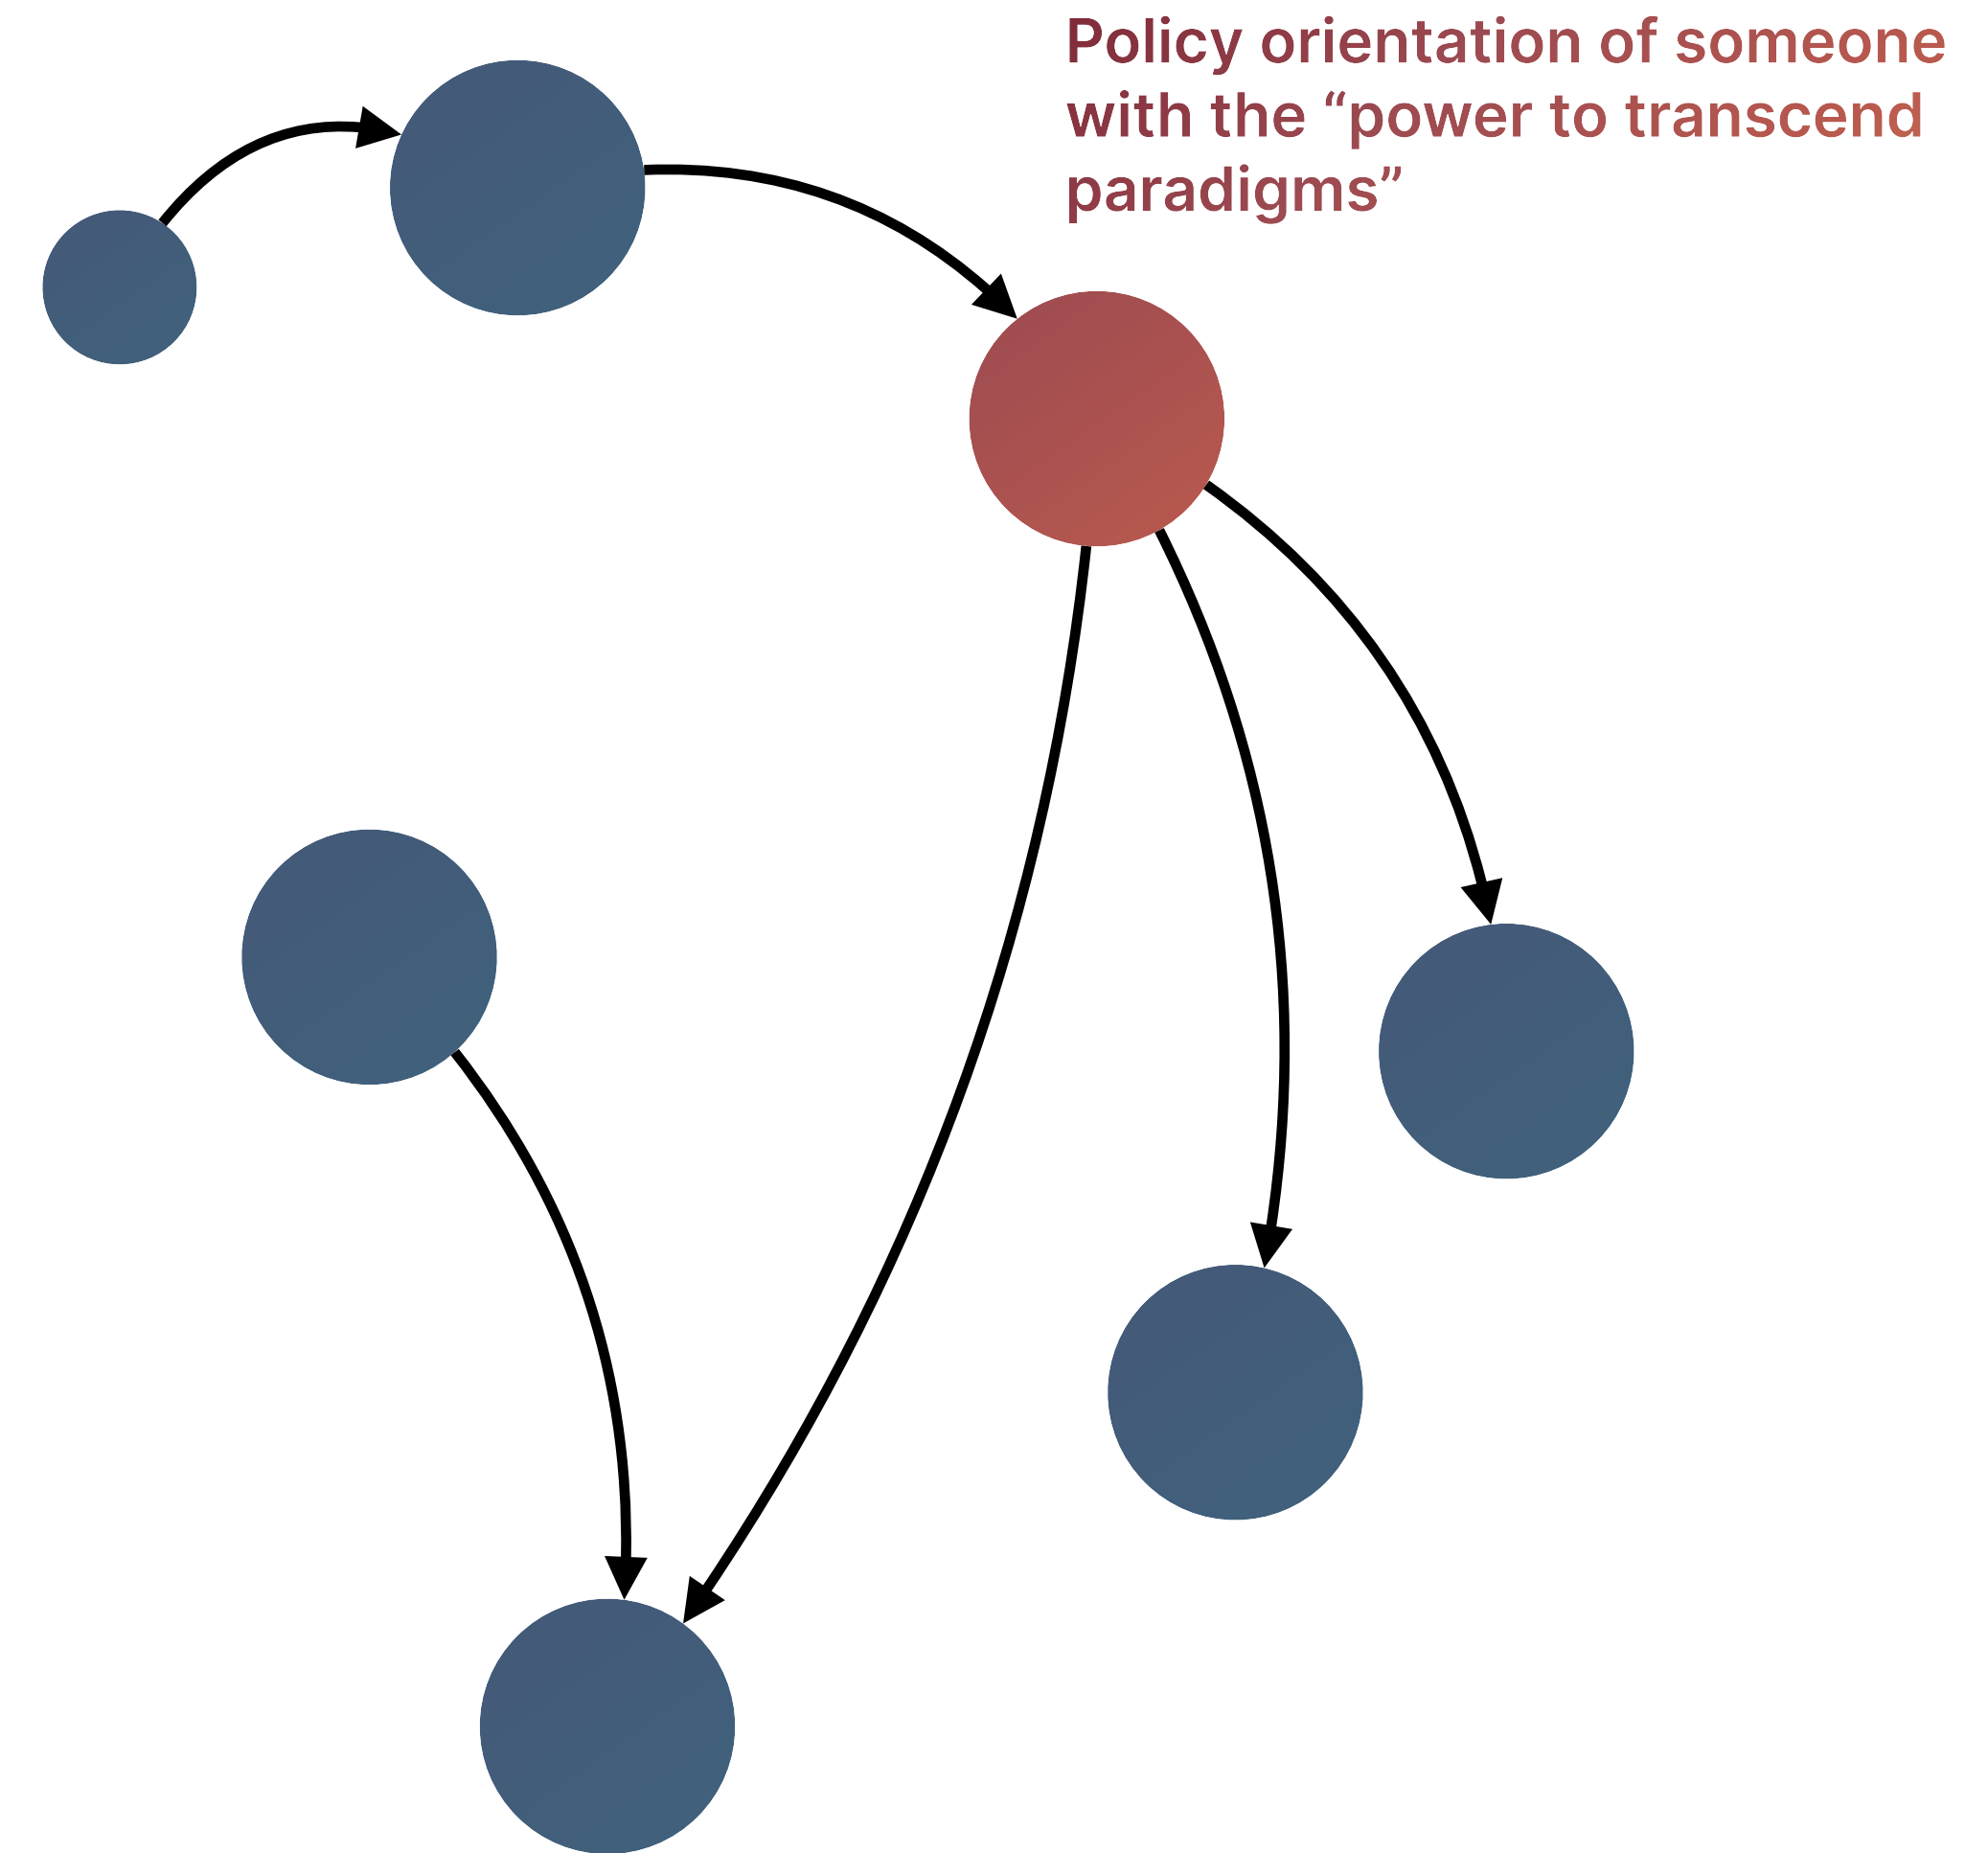 Policy orientation of someone
with the “power to transcend
paradigms”